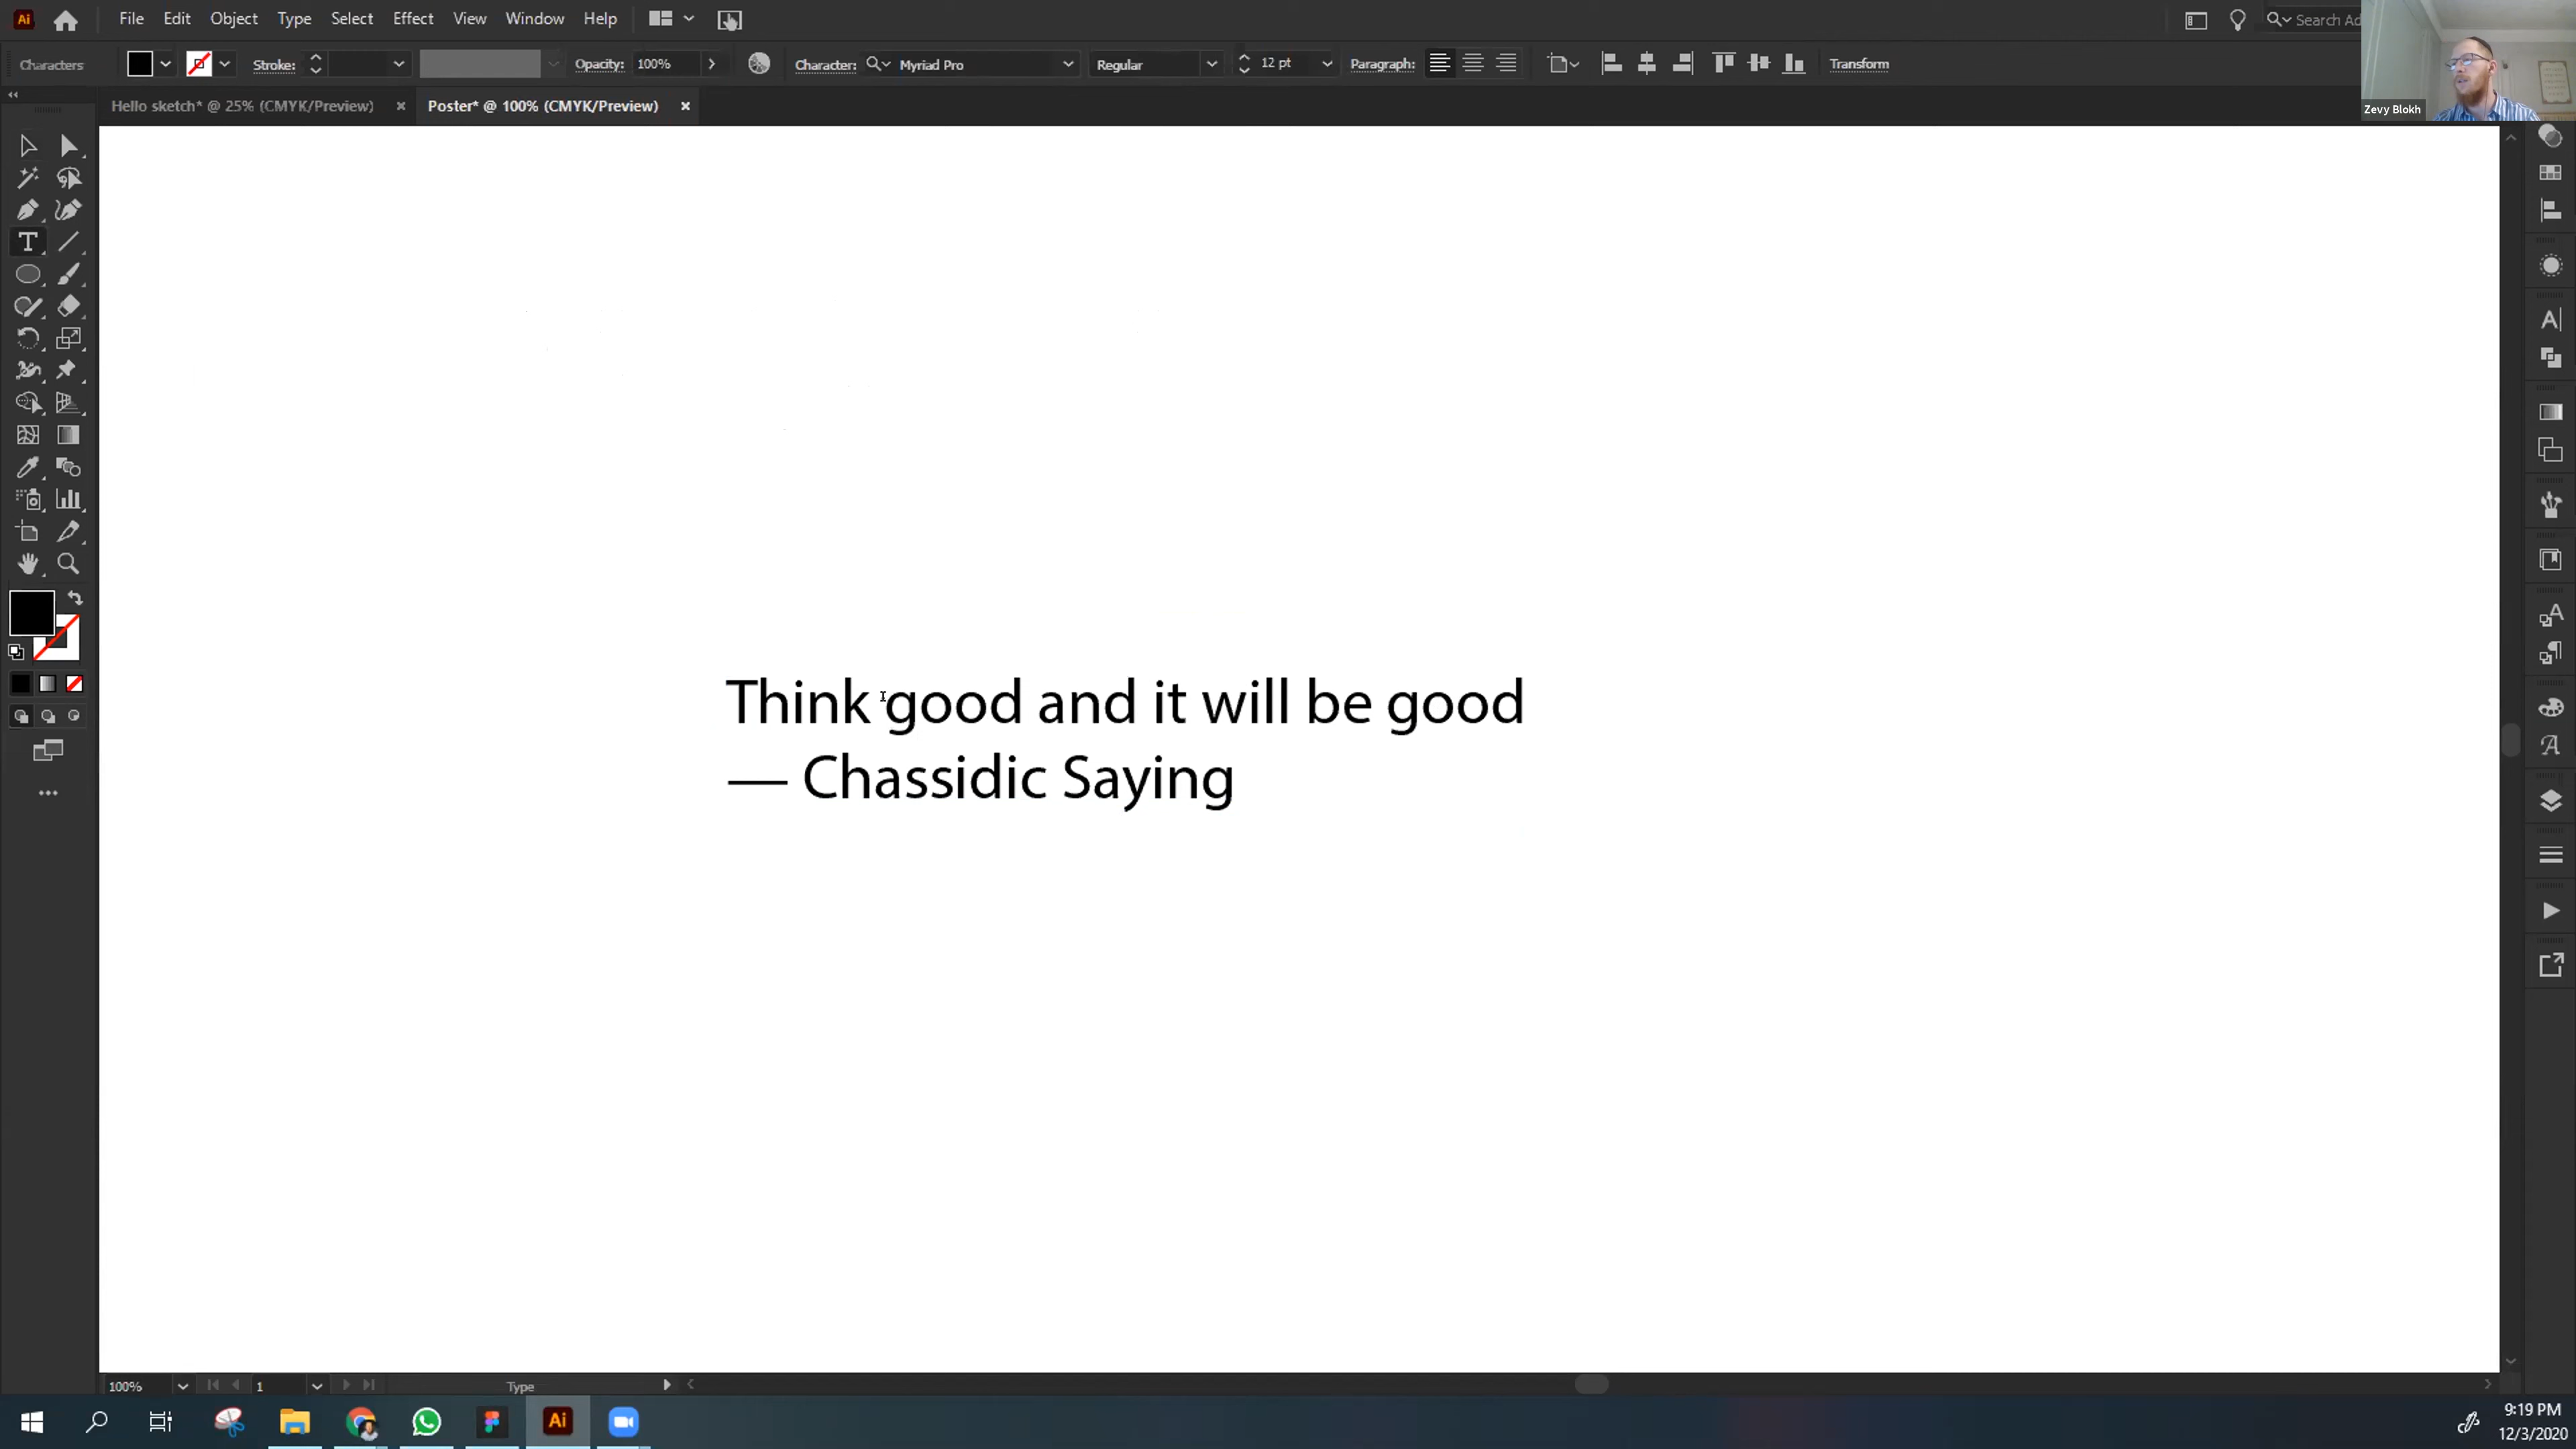 File Edit Object Type Select Effect View Window Help
Search Ad
Characters Stroke: Opacity: 100% Character: Myriad Pro Regular 12 pt Paragraph: Transform
Zevy Blokh
Hello sketch* @ 25% (CMYK/Preview) × Poster* @ 100% (CMYK/Preview) ×
Think good and it will be good
— Chassidic Saying
100% 1 Type
9:19 PM
12/3/2020